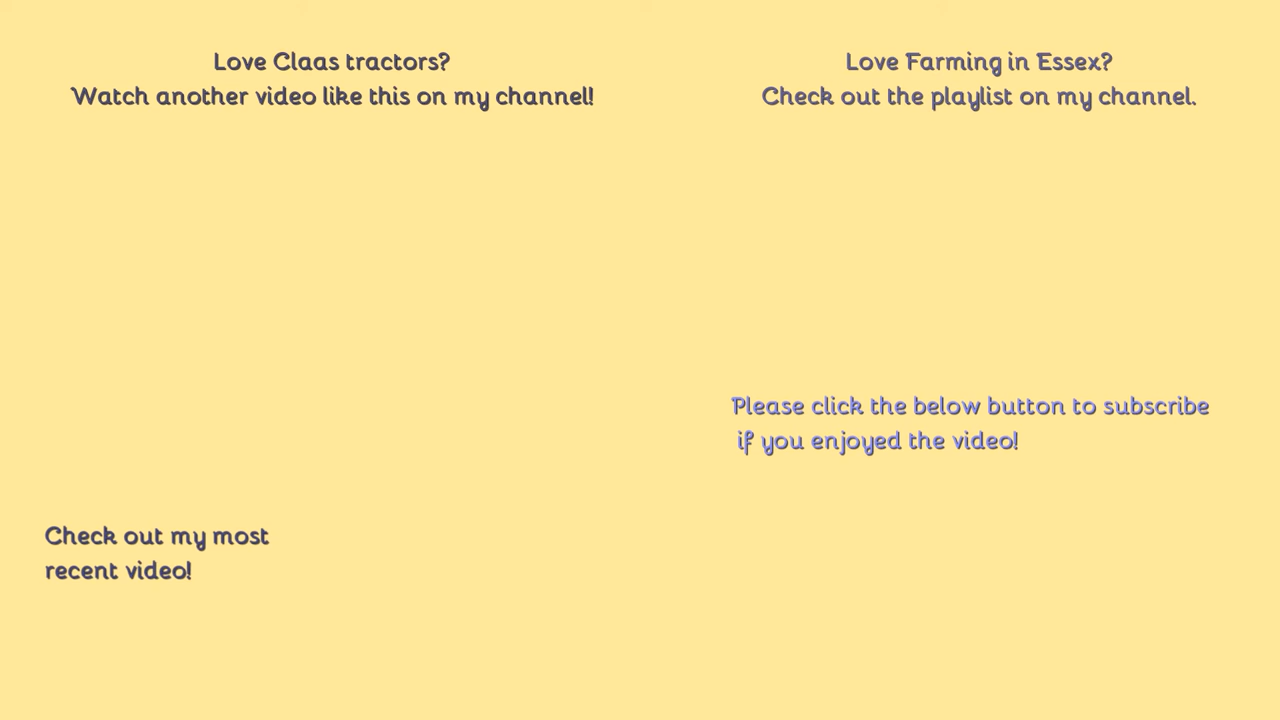 Love Claas tractors?
Watch another video like this on my channel!
Love Farming in Essex?
Check out the playlist on my channel.
Please click the below button to subscribe
if you enjoyed the video!
Check out my most
recent video!